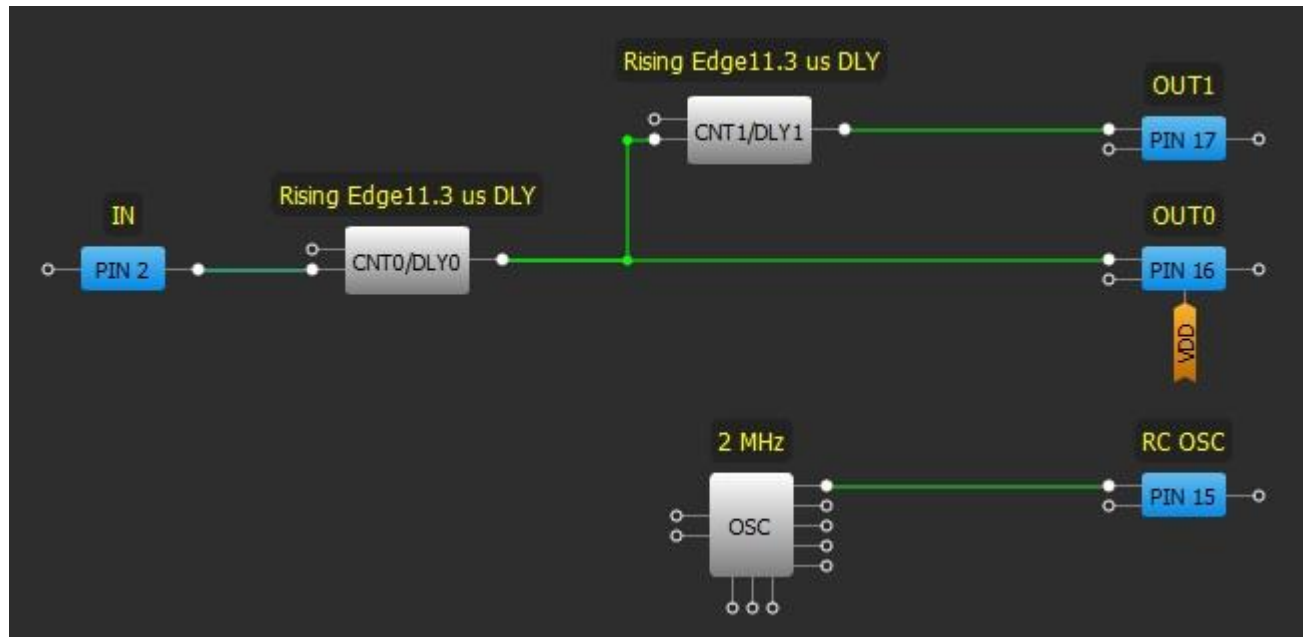 Rising Edge11.3 us DLY
CNT1/DLY1
OUT1
PIN 17
IN
PIN 2
Rising Edge11.3 us DLY
CNT0/DLY0
OUT0
PIN 16
VDD
2 MHz
OSC
RC OSC
PIN 15